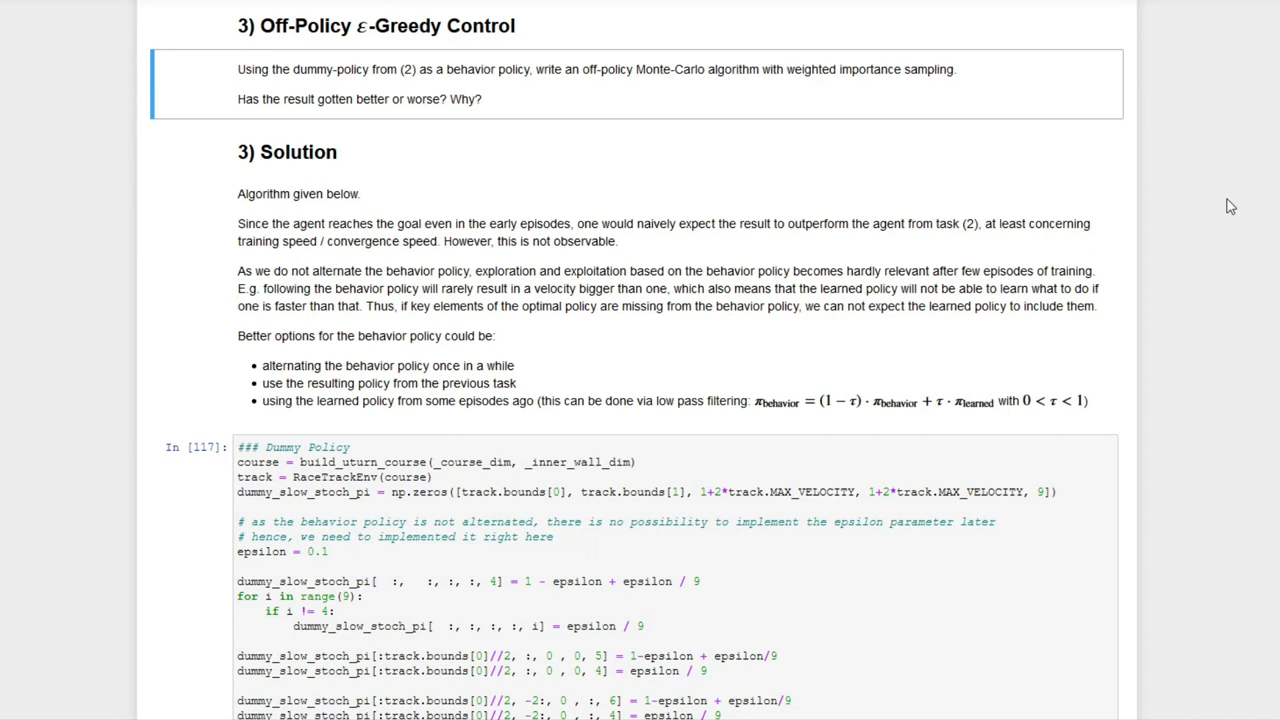 3) Off-Policy ε-Greedy Control
Using the dummy-policy from (2) as a behavior policy, write an off-policy Monte-Carlo algorithm with weighted importance sampling.
Has the result gotten better or worse? Why?
3) Solution
Algorithm given below.
Since the agent reaches the goal even in the early episodes, one would naively expect the result to outperform the agent from task (2), at least concerning
training speed / convergence speed. However, this is not observable.
As we do not alternate the behavior policy, exploration and exploitation based on the behavior policy becomes hardly relevant after few episodes of training.
E.g. following the behavior policy will rarely result in a velocity bigger than one, which also means that the learned policy will not be able to learn what to do if
one is faster than that. Thus, if key elements of the optimal policy are missing from the behavior policy, we can not expect the learned policy to include them.
Better options for the behavior policy could be:
• alternating the behavior policy once in a while
• use the resulting policy from the previous task
• using the learned policy from some episodes ago (this can be done via low pass filtering: π_behavior = (1 − τ) · π_behavior + τ · π_learned with 0 < τ < 1)
In [117]: ### Dummy Policy
course = build_uturn_course(_course_dim, _inner_wall_dim)
track = RaceTrackEnv(course)
dummy_slow_stoch_pi = np.zeros([track.bounds[0], track.bounds[1], 1+2*track.MAX_VELOCITY, 1+2*track.MAX_VELOCITY, 9])
# as the behavior policy is not alternated, there is no possibility to implement the epsilon parameter later
# hence, we need to implemented it right here
epsilon = 0.1
dummy_slow_stoch_pi[ :, :, :, :, 4] = 1 - epsilon + epsilon / 9
for i in range(9):
if i != 4:
dummy_slow_stoch_pi[ :, :, :, :, i] = epsilon / 9
dummy_slow_stoch_pi[:track.bounds[0]//2, :, 0 , 0, 5] = 1-epsilon + epsilon/9
dummy_slow_stoch_pi[:track.bounds[0]//2, :, 0 , 0, 4] = epsilon / 9
dummy_slow_stoch_pi[:track.bounds[0]//2, -2:, 0 , :, 6] = 1-epsilon + epsilon/9
dummy_slow_stoch_pi[:track.bounds[0]//2, -2:, 0 , :, 4] = epsilon / 9